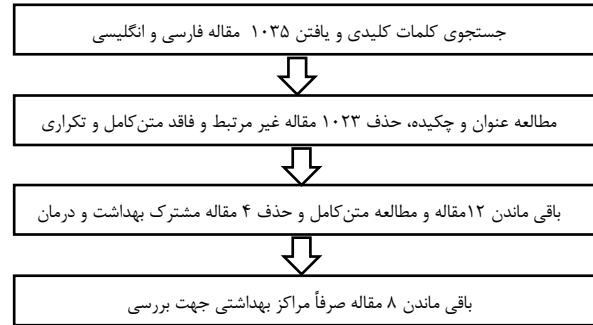 جستجوی کلمات کلیدی و یافتن ۱۰۳۵ مقاله فارسی و انگلیسی
مطالعه عنوان و چکیده، حذف ۱۰۲۳ مقاله غیر مرتبط و فاقد متن‌کامل و تکراری
باقی ماندن ۱۲مقاله و مطالعه متن‌کامل و حذف ۴ مقاله مشترک بهداشت و درمان
باقی ماندن ۸ مقاله صرفاً مراکز بهداشتی جهت بررسی